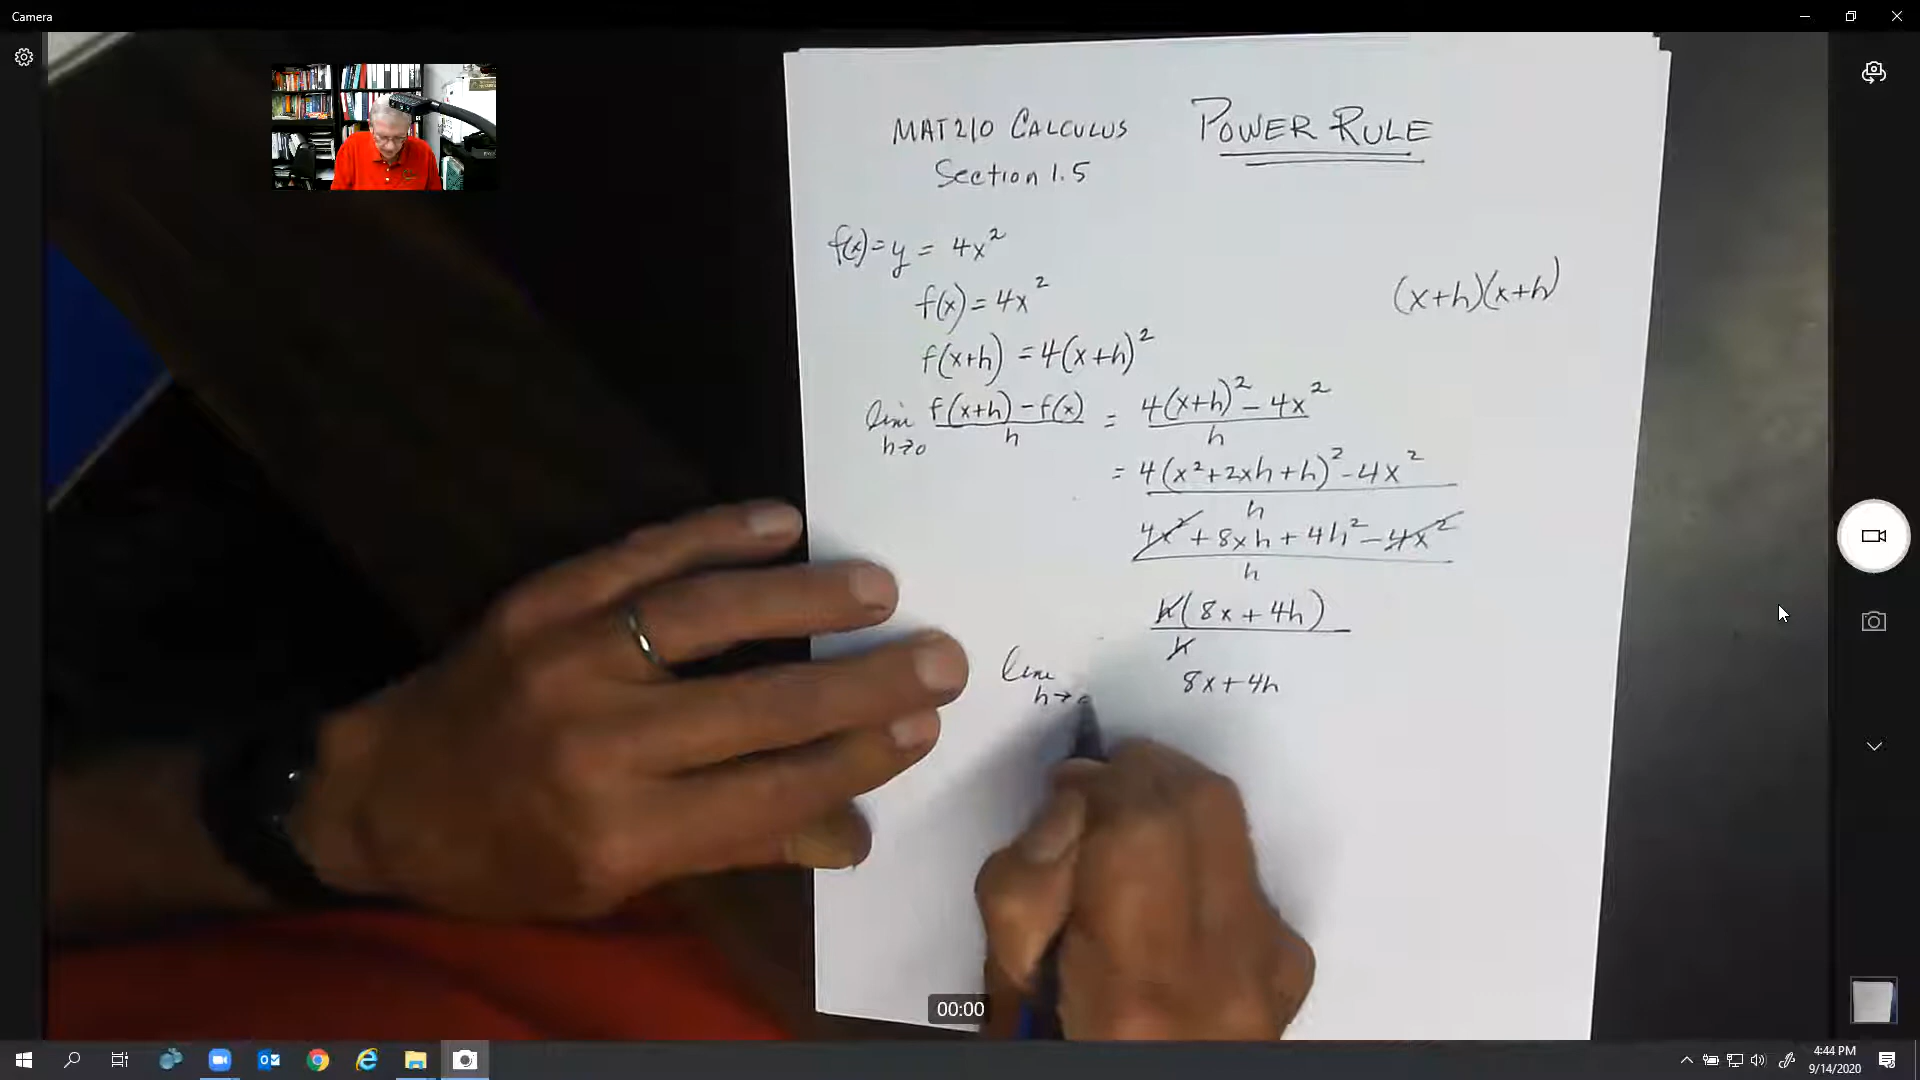 Camera
MAT210 CALCULUS POWER RULE
Section 1.5
f(x) = y = 4x²
f(x) = 4x²
(x+h)(x+h)
f(x+h) = 4(x+h)²
lim h→0 f(x+h) - f(x) / h = 4(x+h)² - 4x² / h
= 4(x²+2xh+h)² - 4x² / h
4x² + 8xh + 4h² - 4x² / h
h(8x + 4h) / h
lim h→0 8x + 4h
00:00
4:44 PM
9/14/2020